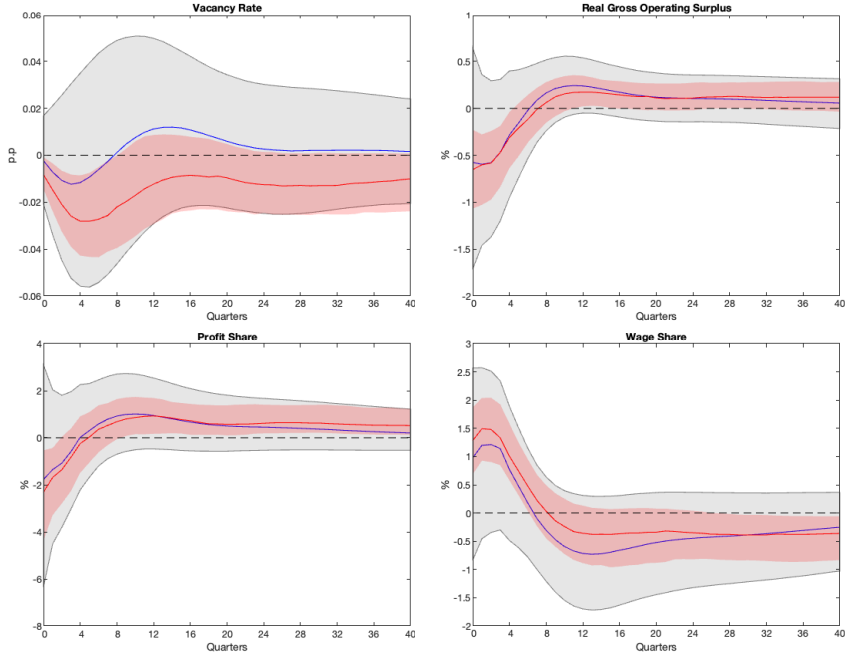 Vacancy Rate
0.06
0.04
0.02
0
-0.02
-0.04
-0.06
p.p
0 4 8 12 16 20 24 28 32 36 40
Quarters
Real Gross Operating Surplus
1
0.5
0
-0.5
-1
-1.5
-2
%
0 4 8 12 16 20 24 28 32 36 40
Quarters
Profit Share
4
2
0
-2
-4
-6
-8
%
0 4 8 12 16 20 24 28 32 36 40
Quarters
Wage Share
3
2.5
2
1.5
1
0.5
0
-0.5
-1
-1.5
-2
%
0 4 8 12 16 20 24 28 32 36 40
Quarters